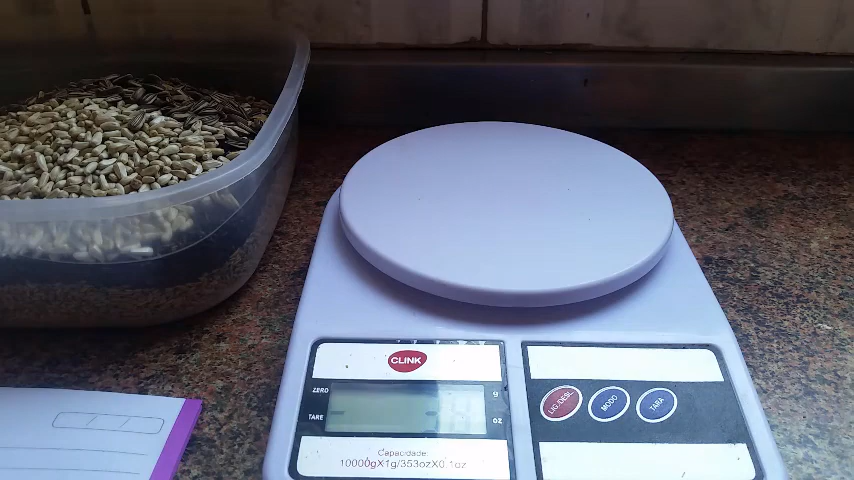 CLINK
ZERO
g
TARE
OZ
Capacidade:
10000gX1g/353ozX0.1oz
LIG./DESL.
MODO
TARA